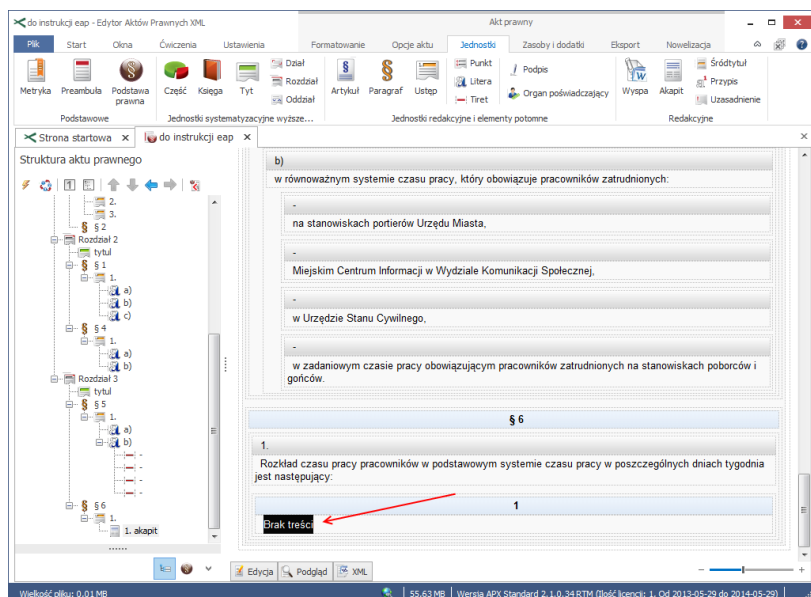 do instrukcji eap - Edytor Aktów Prawnych XML
Akt prawny
Plik Start Okna Ćwiczenia Ustawienia Formatowanie Opcje aktu Jednostki Zasoby i dodatki Eksport Nowelizacja
Metryka Preambuła Podstawa prawna
Podstawowe
Część Księga Tyt
Dział
Rozdział
Oddział
Jednostki systematyzacyjne wyższe...
Artykuł Paragraf Ustęp
Punkt
Litera
Tiret
Podpis
Organ poświadczający
Jednostki redakcyjne i elementy potomne
Wyspa Akapit
Śródtytuł
Przypis
Uzasadnienie
Redakcyjne
Strona startowa x do instrukcji eap x
Struktura aktu prawnego
2.
3.
§ § 2
Rozdział 2
tytul
§ § 1
1.
a)
b)
c)
§ § 4
1.
a)
b)
Rozdział 3
tytul
§ § 5
1.
a)
b)
-
-
-
-
§ § 6
1.
1. akapit
b)
w równoważnym systemie czasu pracy, który obowiązuje pracowników zatrudnionych:
-
na stanowiskach portierów Urzędu Miasta,
-
Miejskim Centrum Informacji w Wydziale Komunikacji Społecznej,
-
w Urzędzie Stanu Cywilnego,
-
w zadaniowym czasie pracy obowiązującym pracowników zatrudnionych na stanowiskach poborców i
gońców.
§ 6
1.
Rozkład czasu pracy pracowników w podstawowym systemie czasu pracy w poszczególnych dniach tygodnia
jest następujący:
1
Brak treści
Edycja Podgląd XML
Wielkość pliku: 0.01 MB 55.63 MB Wersja APX Standard 2.1.0.34 RTM (Ilość licencji: 1. Od 2013-05-29 do 2014-05-29)